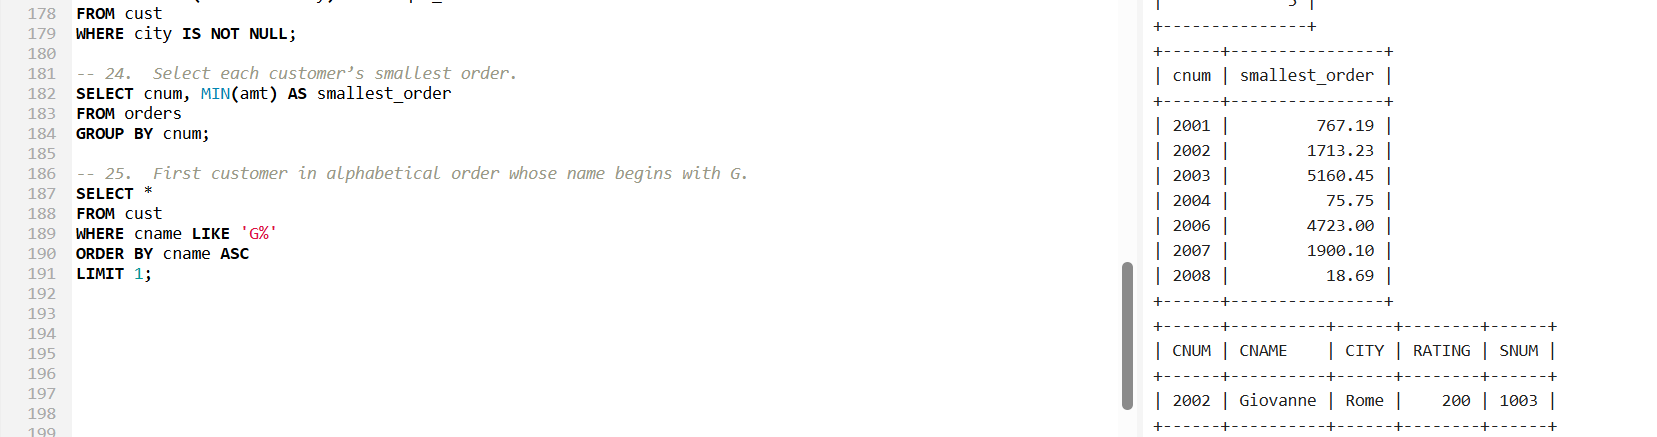 178 FROM cust
179 WHERE city IS NOT NULL;
180
181 -- 24.  Select each customer’s smallest order.
182 SELECT cnum, MIN(amt) AS smallest_order
183 FROM orders
184 GROUP BY cnum;
185
186 -- 25.  First customer in alphabetical order whose name begins with G.
187 SELECT *
188 FROM cust
189 WHERE cname LIKE 'G%'
190 ORDER BY cname ASC
191 LIMIT 1;
192
193
194
195
196
197
198
199
+---------------+
+------+----------------+
| cnum | smallest_order |
+------+----------------+
| 2001 |         767.19 |
| 2002 |        1713.23 |
| 2003 |        5160.45 |
| 2004 |          75.75 |
| 2006 |        4723.00 |
| 2007 |        1900.10 |
| 2008 |          18.69 |
+------+----------------+
+------+----------+------+--------+------+
| CNUM | CNAME    | CITY | RATING | SNUM |
+------+----------+------+--------+------+
| 2002 | Giovanne | Rome |    200 | 1003 |
+------+----------+------+--------+------+